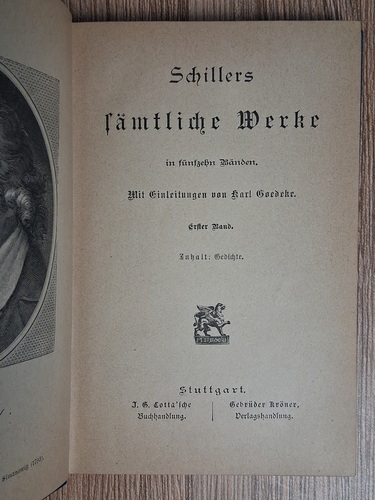 Schillers
sämtliche Werke
in fünfzehn Bänden.
Mit Einleitungen von Karl Goedeke.
Erster Band.
Inhalt: Gedichte.
Stuttgart.
J. G. Cotta'sche
Buchhandlung.
Gebrüder Kröner,
Verlagshandlung.